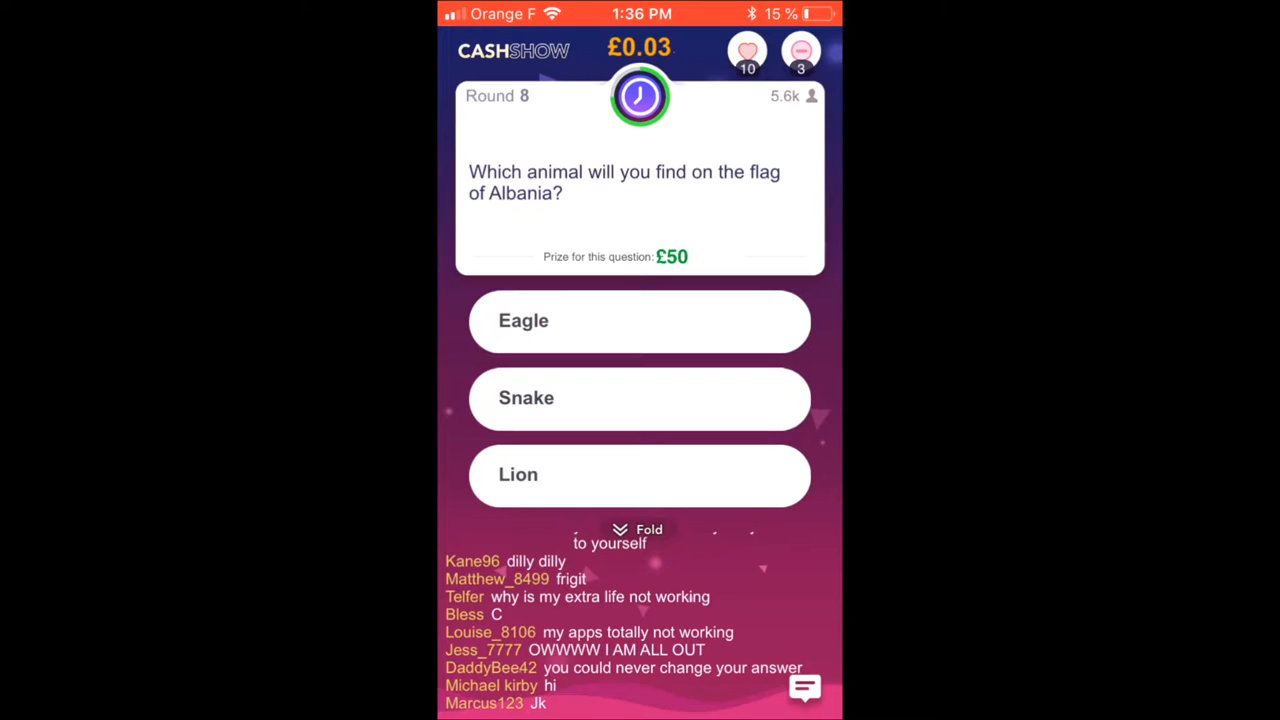 Orange F 1:36 PM 15 %
CASHSHOW £0.03 10 3
Round 8 5.6k
Which animal will you find on the flag
of Albania?
Prize for this question: £50
Eagle
Snake
Lion
Fold
to yourself
Kane96 dilly dilly
Matthew_8499 frigit
Telfer why is my extra life not working
Bless C
Louise_8106 my apps totally not working
Jess_7777 OWWWW I AM ALL OUT
DaddyBee42 you could never change your answer
Michael kirby hi
Marcus123 Jk